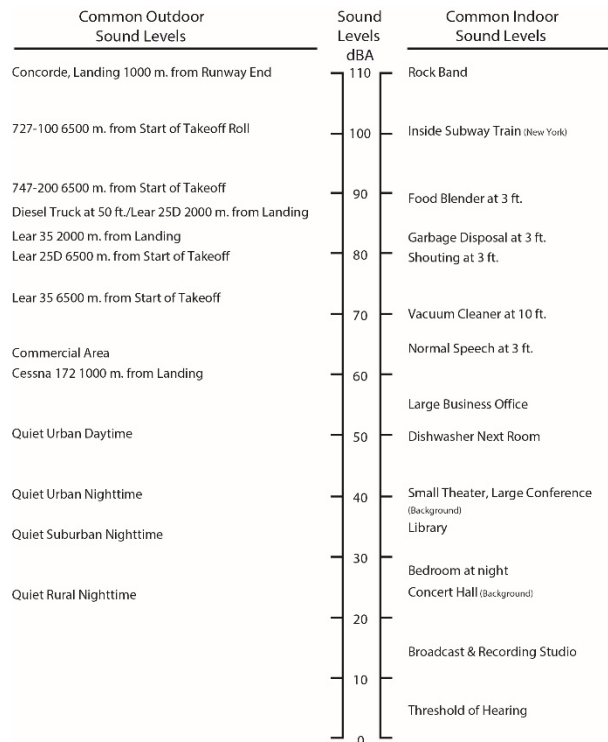 Common Outdoor
Sound Levels
Sound
Levels
dBA
Common Indoor
Sound Levels
Concorde, Landing 1000 m. from Runway End
110
Rock Band
727-100 6500 m. from Start of Takeoff Roll
100
Inside Subway Train (New York)
747-200 6500 m. from Start of Takeoff
90
Food Blender at 3 ft.
Diesel Truck at 50 ft./Lear 25D 2000 m. from Landing
Lear 35 2000 m. from Landing
Garbage Disposal at 3 ft.
Lear 25D 6500 m. from Start of Takeoff
80
Shouting at 3 ft.
Lear 35 6500 m. from Start of Takeoff
70
Vacuum Cleaner at 10 ft.
Commercial Area
Normal Speech at 3 ft.
Cessna 172 1000 m. from Landing
60
Large Business Office
Quiet Urban Daytime
50
Dishwasher Next Room
Quiet Urban Nighttime
40
Small Theater, Large Conference
(Background)
Quiet Suburban Nighttime
Library
30
Bedroom at night
Quiet Rural Nighttime
Concert Hall (Background)
20
Broadcast & Recording Studio
10
Threshold of Hearing
0